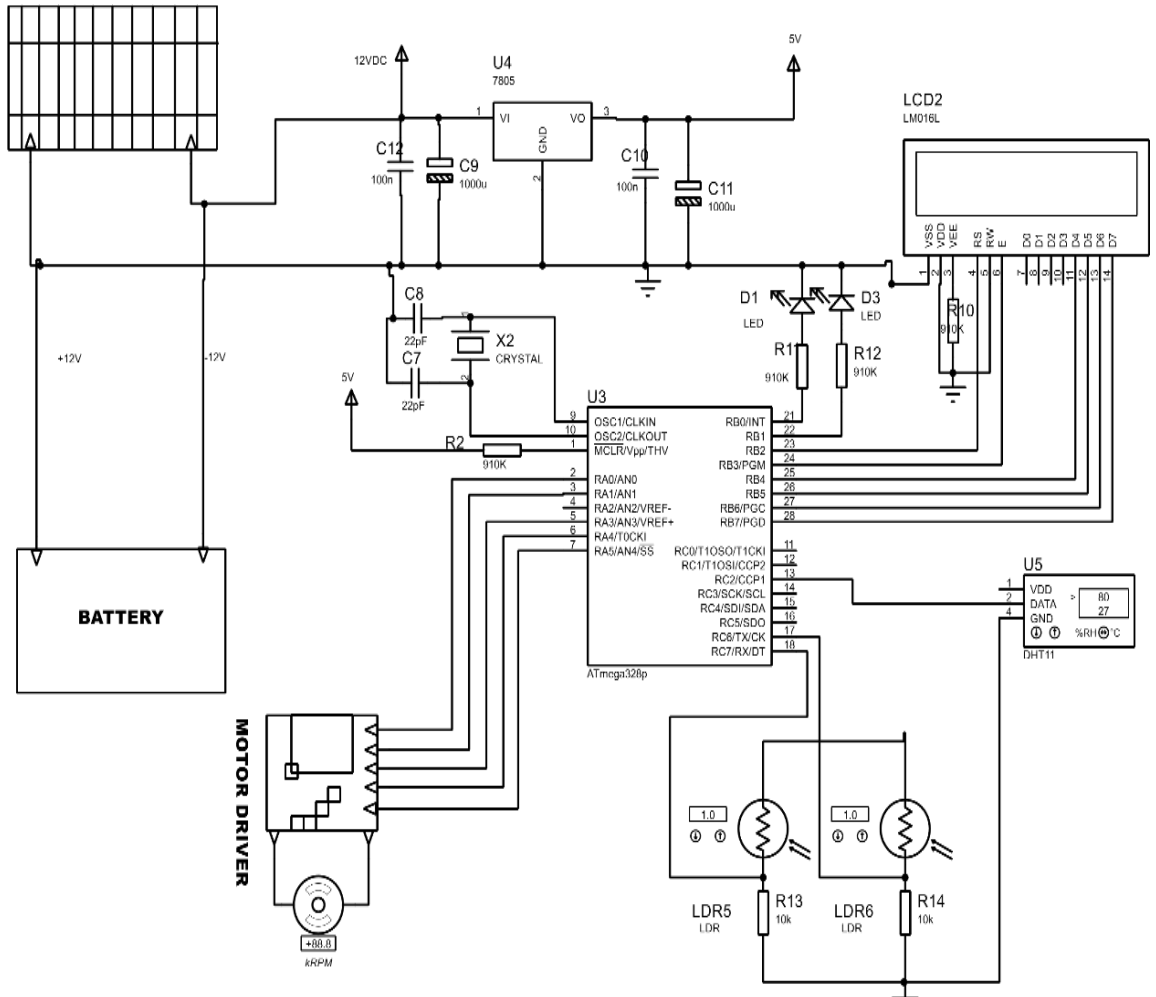 12VDC
U4
7805
5V
1
VI
VO
3
GND
2
C12
100n
C9
1000u
C10
100n
C11
1000u
LCD2
LM016L
VSS
VDD
VEE
RS
RW
E
D0
D1
D2
D3
D4
D5
D6
D7
1
2
3
4
5
6
7
8
9
10
11
12
13
14
R10
910K
D1
LED
D3
LED
R11
910K
R12
910K
C8
22pF
C7
22pF
1
X2
CRYSTAL
2
+12V
-12V
5V
R2
910K
U3
9
OSC1/CLKIN
10
OSC2/CLKOUT
1
MCLR/Vpp/THV
2
RA0/AN0
3
RA1/AN1
4
RA2/AN2/VREF-
5
RA3/AN3/VREF+
6
RA4/T0CKI
7
RA5/AN4/SS
RB0/INT
21
RB1
22
RB2
23
RB3/PGM
24
RB4
25
RB5
26
RB6/PGC
27
RB7/PGD
28
RC0/T1OSO/T1CKI
11
RC1/T1OSI/CCP2
12
RC2/CCP1
13
RC3/SCK/SCL
14
RC4/SDI/SDA
15
RC5/SDO
16
RC6/TX/CK
17
RC7/RX/DT
18
ATmega328p
U5
1
VDD
2
DATA
4
GND
>
80
27
%RH
°C
DHT11
BATTERY
MOTOR DRIVER
+88.8
kRPM
1.0
1.0
LDR5
LDR
R13
10k
LDR6
LDR
R14
10k